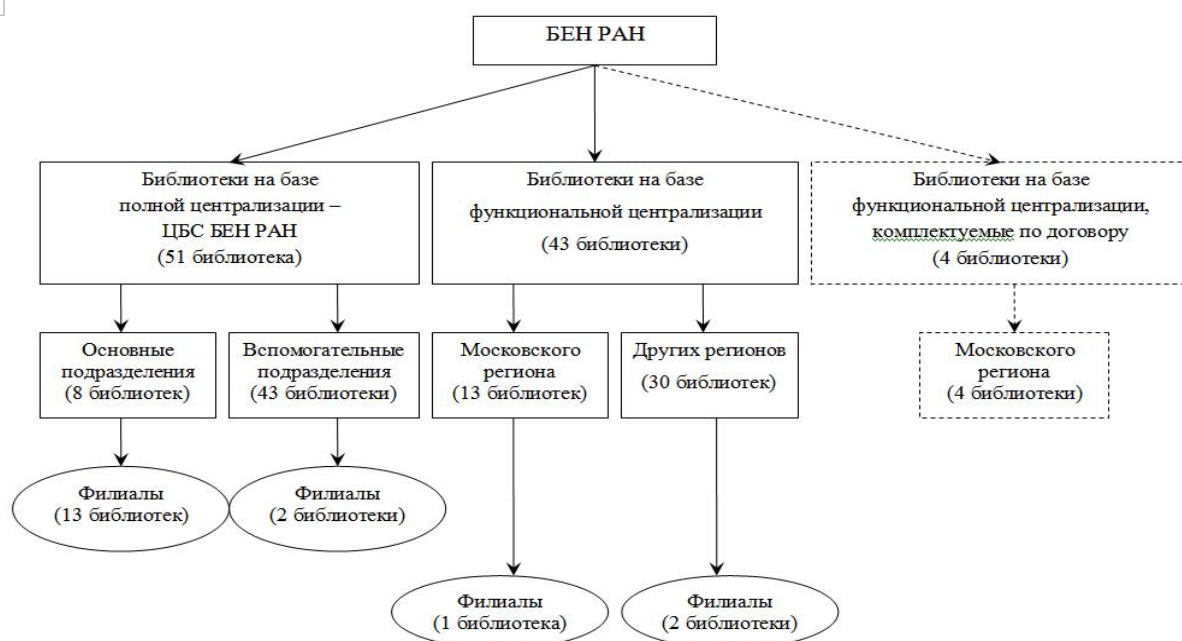 БЕН РАН
Библиотеки на базе
полной централизации –
ЦБС БЕН РАН
(51 библиотека)
Библиотеки на базе
функциональной централизации
(43 библиотеки)
Библиотеки на базе
функциональной централизации,
комплектуемые по договору
(4 библиотеки)
Основные
подразделения
(8 библиотек)
Вспомогательные
подразделения
(43 библиотеки)
Московского
региона
(13 библиотек)
Других регионов
(30 библиотек)
Московского
региона
(4 библиотеки)
Филиалы
(13 библиотек)
Филиалы
(2 библиотеки)
Филиалы
(1 библиотека)
Филиалы
(2 библиотеки)